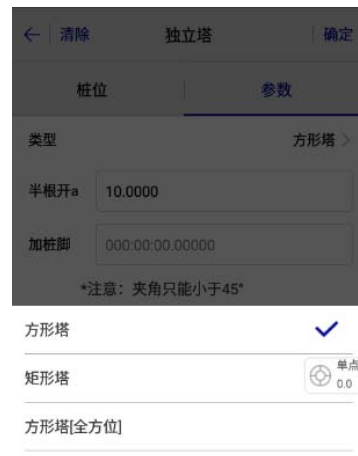 清除 独立塔 确定
桩位 参数
类型 方形塔
半根开a 10.0000
加桩脚 000:00:00.00000
*注意：夹角只能小于45°
方形塔
矩形塔 单点
0.0
方形塔[全方位]